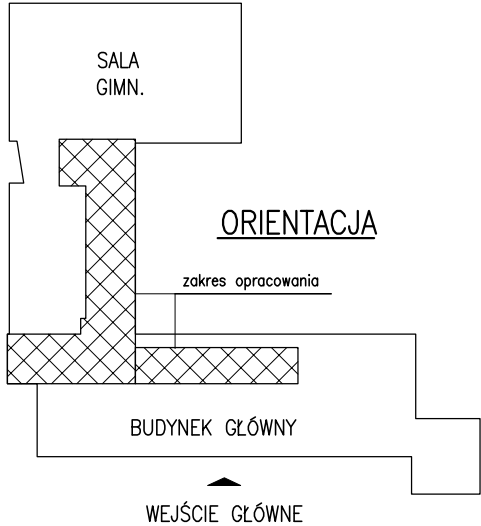 SALA
GIMN.
ORIENTACJA
zakres opracowania
BUDYNEK GŁÓWNY
WEJŚCIE GŁÓWNE